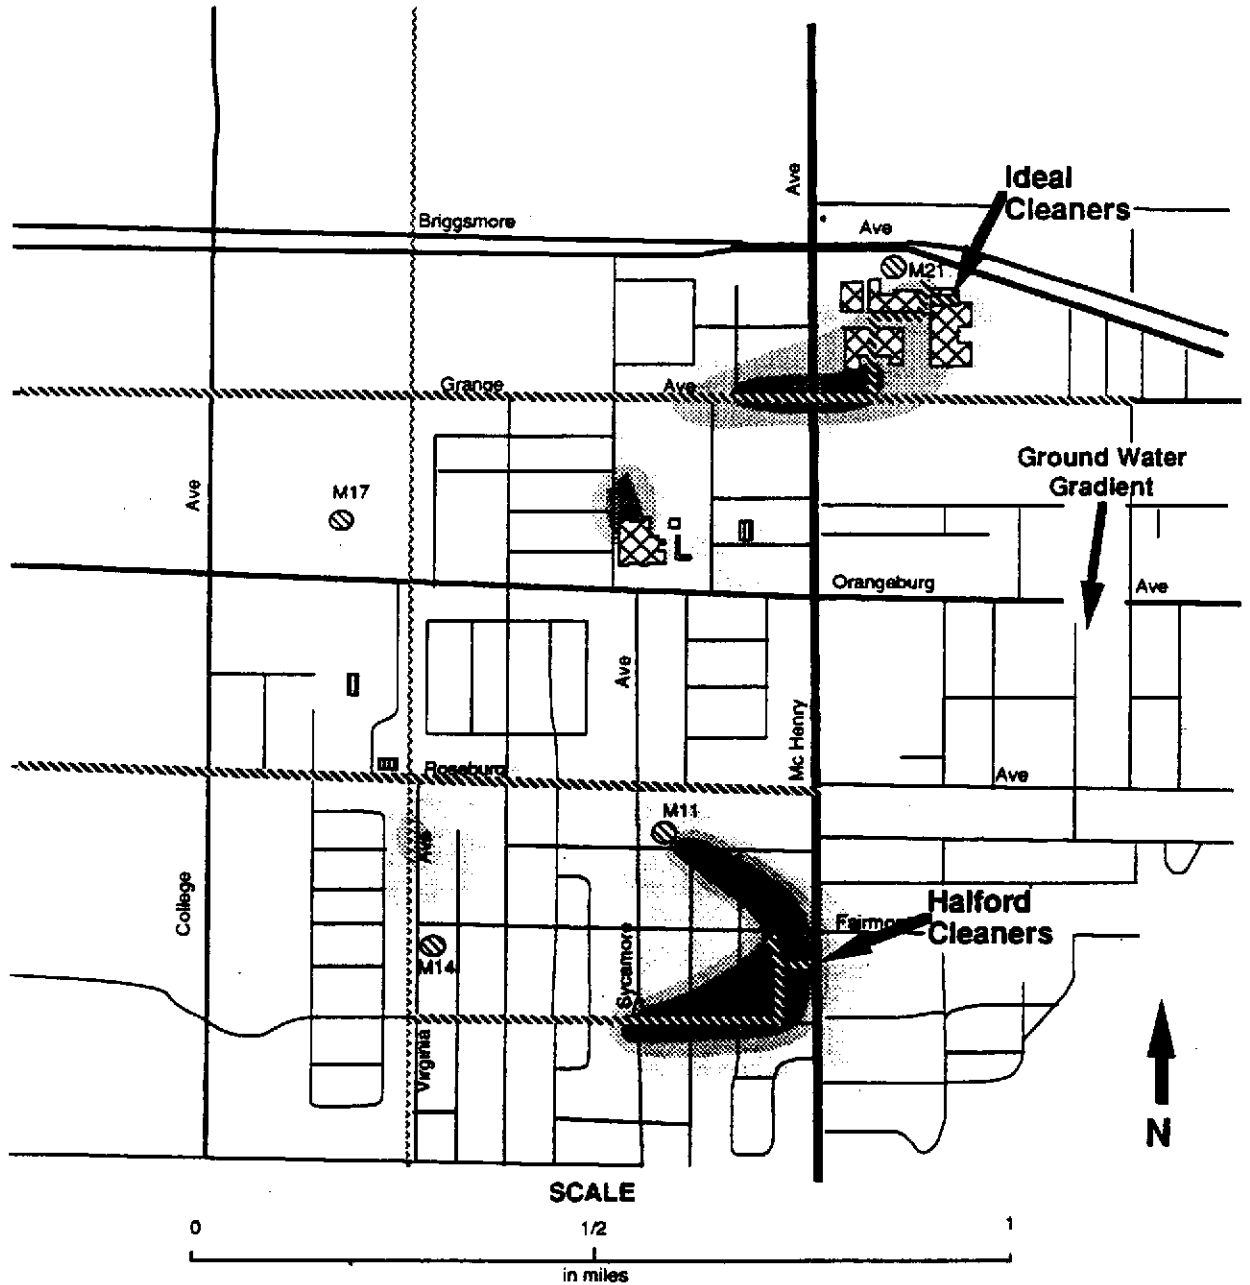 Ave
Ideal
Cleaners
Briggsmore
Ave
M21
Grange
Ave
Ground Water
Gradient
M17
Ave
Orangeburg
Ave
Ave
Mc Henry
Roseburg
Ave
M11
Ave
College
Halford
Cleaners
Sycamore
M14
Virginia
N
SCALE
0
1/2
1
in miles